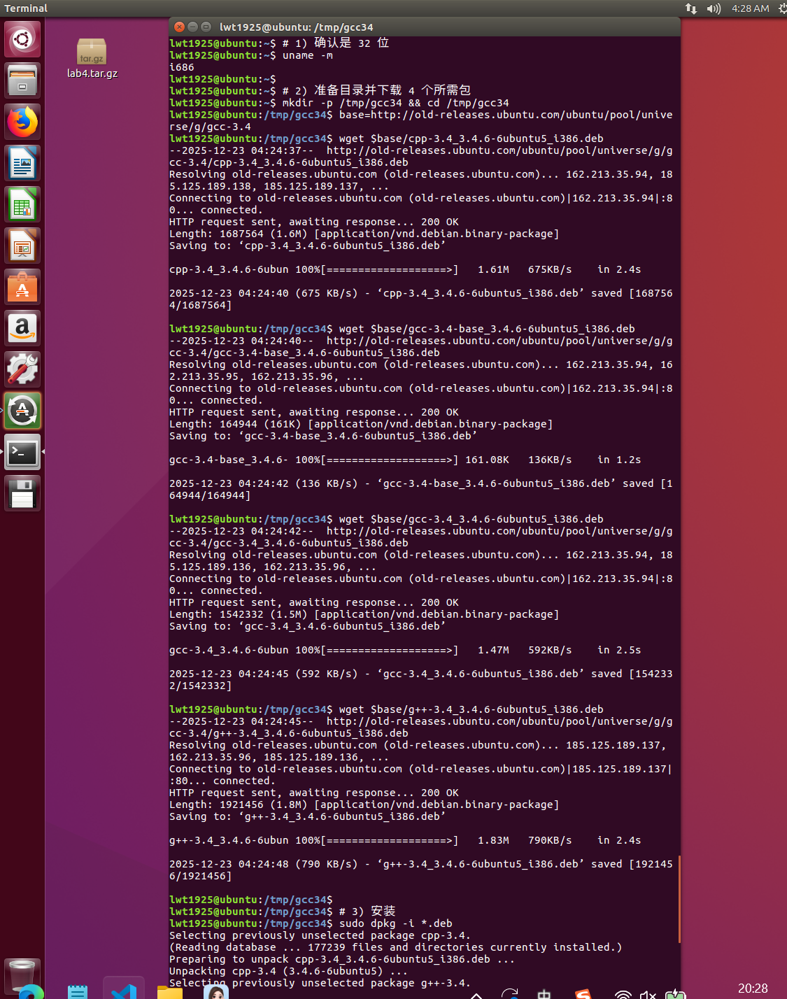 Terminal
4:28 AM
lab4.tar.gz
tar.gz
lwt1925@ubuntu: /tmp/gcc34
lwt1925@ubuntu:~$ # 1) 确认是 32 位
lwt1925@ubuntu:~$ uname -m
i686
lwt1925@ubuntu:~$
lwt1925@ubuntu:~$ # 2) 准备目录并下载 4 个所需包
lwt1925@ubuntu:~$ mkdir -p /tmp/gcc34 && cd /tmp/gcc34
lwt1925@ubuntu:/tmp/gcc34$ base=http://old-releases.ubuntu.com/ubuntu/pool/unive
rse/g/gcc-3.4
lwt1925@ubuntu:/tmp/gcc34$ wget $base/cpp-3.4_3.4.6-6ubuntu5_i386.deb
--2025-12-23 04:24:37--  http://old-releases.ubuntu.com/ubuntu/pool/universe/g/g
cc-3.4/cpp-3.4_3.4.6-6ubuntu5_i386.deb
Resolving old-releases.ubuntu.com (old-releases.ubuntu.com)... 162.213.35.94, 18
5.125.189.138, 185.125.189.137, ...
Connecting to old-releases.ubuntu.com (old-releases.ubuntu.com)|162.213.35.94|:8
0... connected.
HTTP request sent, awaiting response... 200 OK
Length: 1687564 (1.6M) [application/vnd.debian.binary-package]
Saving to: ‘cpp-3.4_3.4.6-6ubuntu5_i386.deb’
cpp-3.4_3.4.6-6ubun 100%[===================>]   1.61M   675KB/s    in 2.4s
2025-12-23 04:24:40 (675 KB/s) - ‘cpp-3.4_3.4.6-6ubuntu5_i386.deb’ saved [168756
4/1687564]
lwt1925@ubuntu:/tmp/gcc34$ wget $base/gcc-3.4-base_3.4.6-6ubuntu5_i386.deb
--2025-12-23 04:24:40--  http://old-releases.ubuntu.com/ubuntu/pool/universe/g/g
cc-3.4/gcc-3.4-base_3.4.6-6ubuntu5_i386.deb
Resolving old-releases.ubuntu.com (old-releases.ubuntu.com)... 162.213.35.94, 16
2.213.35.95, 162.213.35.96, ...
Connecting to old-releases.ubuntu.com (old-releases.ubuntu.com)|162.213.35.94|:8
0... connected.
HTTP request sent, awaiting response... 200 OK
Length: 164944 (161K) [application/vnd.debian.binary-package]
Saving to: ‘gcc-3.4-base_3.4.6-6ubuntu5_i386.deb’
gcc-3.4-base_3.4.6- 100%[===================>] 161.08K   136KB/s    in 1.2s
2025-12-23 04:24:42 (136 KB/s) - ‘gcc-3.4-base_3.4.6-6ubuntu5_i386.deb’ saved [1
64944/164944]
lwt1925@ubuntu:/tmp/gcc34$ wget $base/gcc-3.4_3.4.6-6ubuntu5_i386.deb
--2025-12-23 04:24:42--  http://old-releases.ubuntu.com/ubuntu/pool/universe/g/g
cc-3.4/gcc-3.4_3.4.6-6ubuntu5_i386.deb
Resolving old-releases.ubuntu.com (old-releases.ubuntu.com)... 162.213.35.94, 18
5.125.189.136, 162.213.35.96, ...
Connecting to old-releases.ubuntu.com (old-releases.ubuntu.com)|162.213.35.94|:8
0... connected.
HTTP request sent, awaiting response... 200 OK
Length: 1542332 (1.5M) [application/vnd.debian.binary-package]
Saving to: ‘gcc-3.4_3.4.6-6ubuntu5_i386.deb’
gcc-3.4_3.4.6-6ubun 100%[===================>]   1.47M   592KB/s    in 2.5s
2025-12-23 04:24:45 (592 KB/s) - ‘gcc-3.4_3.4.6-6ubuntu5_i386.deb’ saved [154233
2/1542332]
lwt1925@ubuntu:/tmp/gcc34$ wget $base/g++-3.4_3.4.6-6ubuntu5_i386.deb
--2025-12-23 04:24:45--  http://old-releases.ubuntu.com/ubuntu/pool/universe/g/g
cc-3.4/g++-3.4_3.4.6-6ubuntu5_i386.deb
Resolving old-releases.ubuntu.com (old-releases.ubuntu.com)... 185.125.189.137,
162.213.35.96, 185.125.189.136, ...
Connecting to old-releases.ubuntu.com (old-releases.ubuntu.com)|185.125.189.137|
:80... connected.
HTTP request sent, awaiting response... 200 OK
Length: 1921456 (1.8M) [application/vnd.debian.binary-package]
Saving to: ‘g++-3.4_3.4.6-6ubuntu5_i386.deb’
g++-3.4_3.4.6-6ubun 100%[===================>]   1.83M   790KB/s    in 2.4s
2025-12-23 04:24:48 (790 KB/s) - ‘g++-3.4_3.4.6-6ubuntu5_i386.deb’ saved [192145
6/1921456]
lwt1925@ubuntu:/tmp/gcc34$
lwt1925@ubuntu:/tmp/gcc34$ # 3) 安装
lwt1925@ubuntu:/tmp/gcc34$ sudo dpkg -i *.deb
Selecting previously unselected package cpp-3.4.
(Reading database ... 177239 files and directories currently installed.)
Preparing to unpack cpp-3.4_3.4.6-6ubuntu5_i386.deb ...
Unpacking cpp-3.4 (3.4.6-6ubuntu5) ...
Selecting previously unselected package g++-3.4.
中
20:28